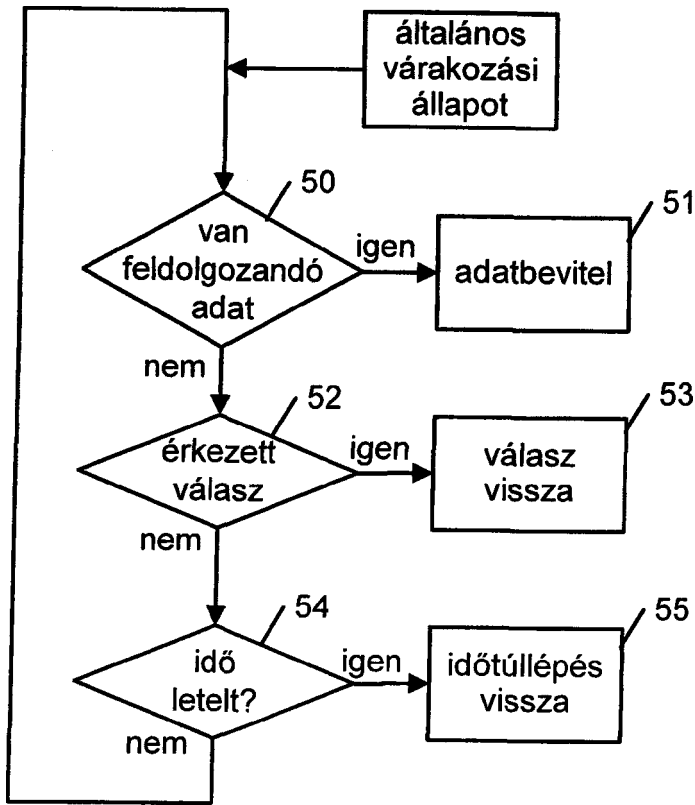 általános
várakozási
állapot
50
van
feldolgozandó
adat
igen
51
adatbevitel
nem
52
érkezett
válasz
igen
53
válasz
vissza
nem
54
idő
letelt?
igen
55
időtúllépés
vissza
nem